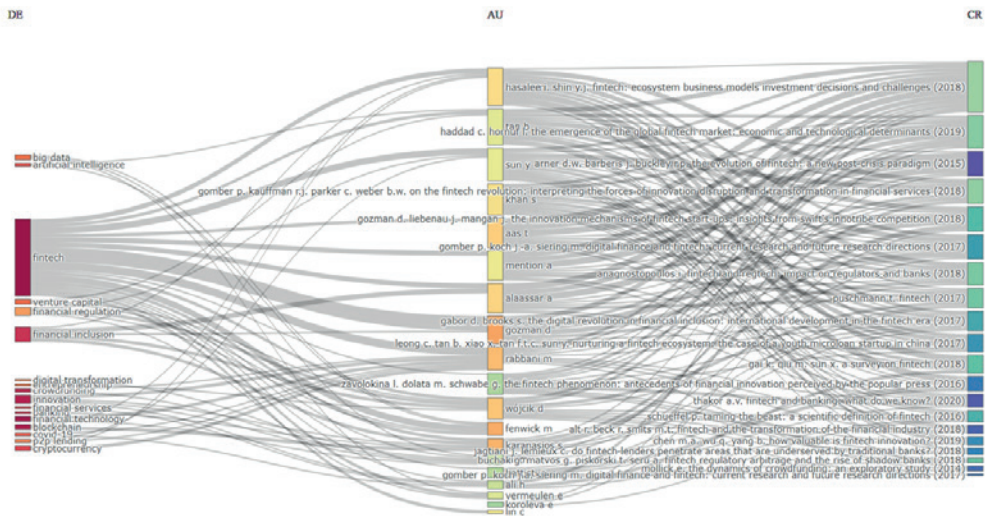 DE
AU
CR
big data
artificial intelligence
fintech
venture capital
financial regulation
financial inclusion
digital transformation
entrepreneurship
crowdfunding
innovation
financial services
banking
financial technology
blockchain
covid-19
p2p lending
cryptocurrency
hasan
rao h
sun y
khan s
aas t
mention a
alaassar a
gozman d
rabbani m
wojcik d
fenwick m
karanasios s
ali h
vermeulen e
koroleva e
lin c
lee i. shin y.j. fintech: ecosystem business models investment decisions and challenges (2018)
haddad c. hornuf l. the emergence of the global fintech market: economic and technological determinants (2019)
arner d.w. barberis j. buckley r.p. the evolution of fintech: a new post-crisis paradigm (2015)
gomber p. kauffman r.j. parker c. weber b.w. on the fintech revolution: interpreting the forces of innovation disruption and transformation in financial services (2018)
gozman d. liebenau j. mangan j. the innovation mechanisms of fintech start-ups: insights from swift's innotribe competition (2018)
gomber p. koch j.-a. siering m. digital finance and fintech: current research and future research directions (2017)
anagnostopoulos i. fintech and regtech: impact on regulators and banks (2018)
puschmann t. fintech (2017)
gabor d. brooks s. the digital revolution in financial inclusion: international development in the fintech era (2017)
leong c. tan b. xiao x. tan f.t.c. sun y. nurturing a fintech ecosystem: the case of a youth microloan startup in china (2017)
gai k. qiu m. sun x. a survey on fintech (2018)
zavolokina l. dolata m. schwabe g. the fintech phenomenon: antecedents of financial innovation perceived by the popular press (2016)
thakor a.v. fintech and banking: what do we know? (2020)
schueffel p. taming the beast: a scientific definition of fintech (2016)
alt r. beck r. smits m.t. fintech and the transformation of the financial industry (2018)
chen m.a. wu q. yang b. how valuable is fintech innovation? (2019)
jagtiani j. lemieux c. do fintech lenders penetrate areas that are underserved by traditional banks? (2018)
buchak g. matvos g. piskorski t. seru a. fintech regulatory arbitrage and the rise of shadow banks (2018)
mollick e. the dynamics of crowdfunding: an exploratory study (2014)
gomber p. koch j.-a. siering m. digital finance and fintech: current research and future research directions (2017)